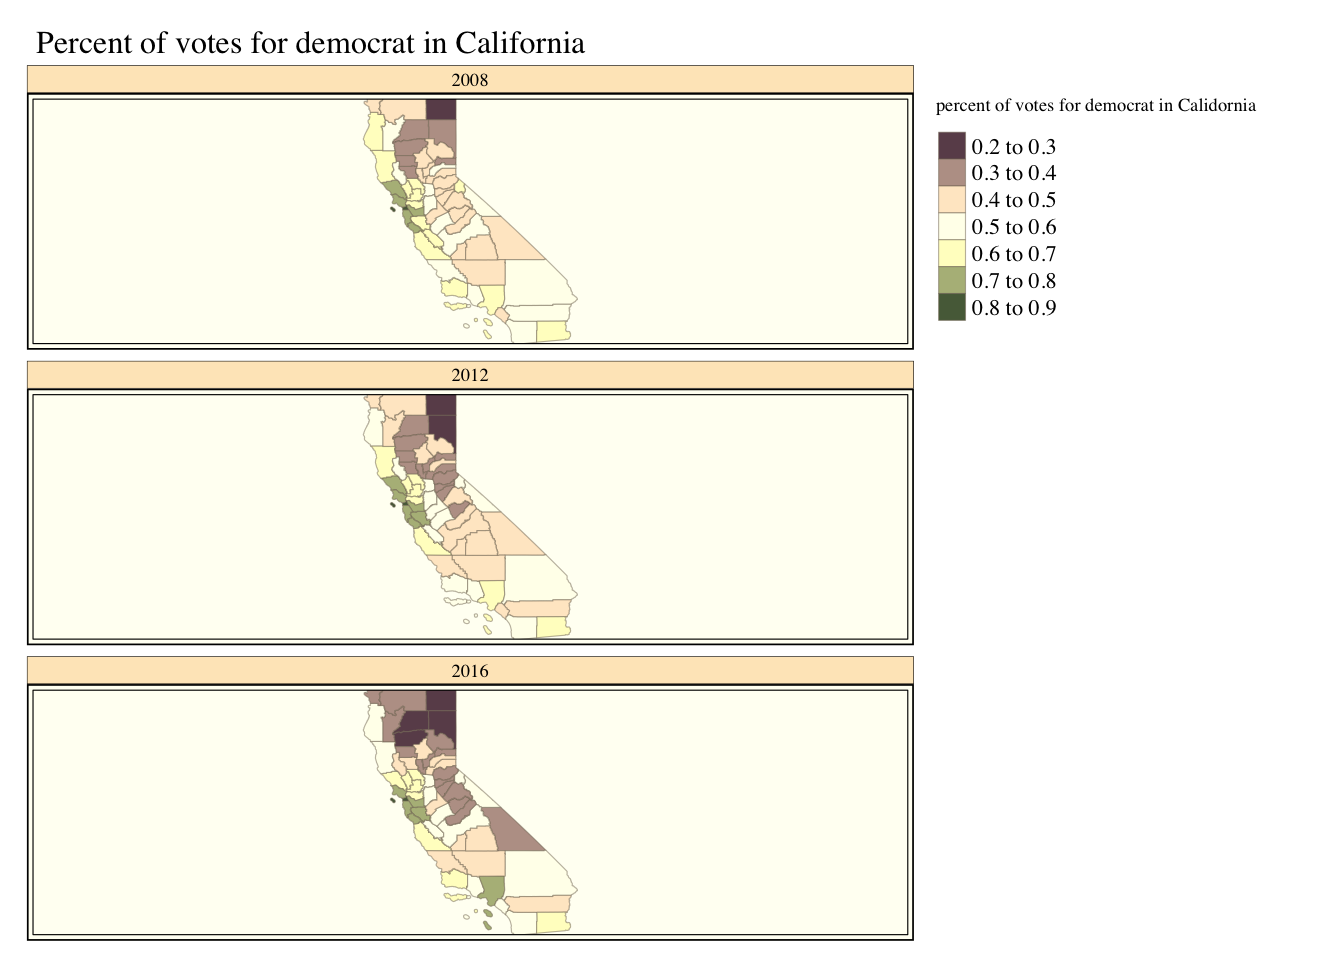 Percent of votes for democrat in California
2008
percent of votes for democrat in Calidornia
0.2 to 0.3
0.3 to 0.4
0.4 to 0.5
0.5 to 0.6
0.6 to 0.7
0.7 to 0.8
0.8 to 0.9
2012
2016